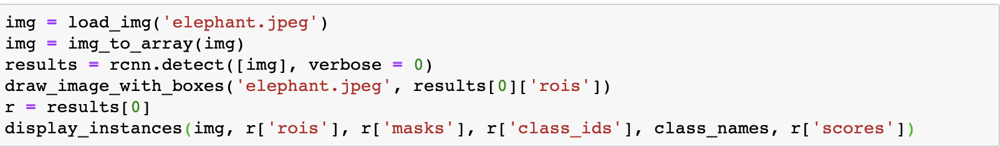 img = load_img('elephant.jpeg')
img = img_to_array(img)
results = rcnn.detect([img], verbose = 0)
draw_image_with_boxes('elephant.jpeg', results[0]['rois'])
r = results[0]
display_instances(img, r['rois'], r['masks'], r['class_ids'], class_names, r['scores'])